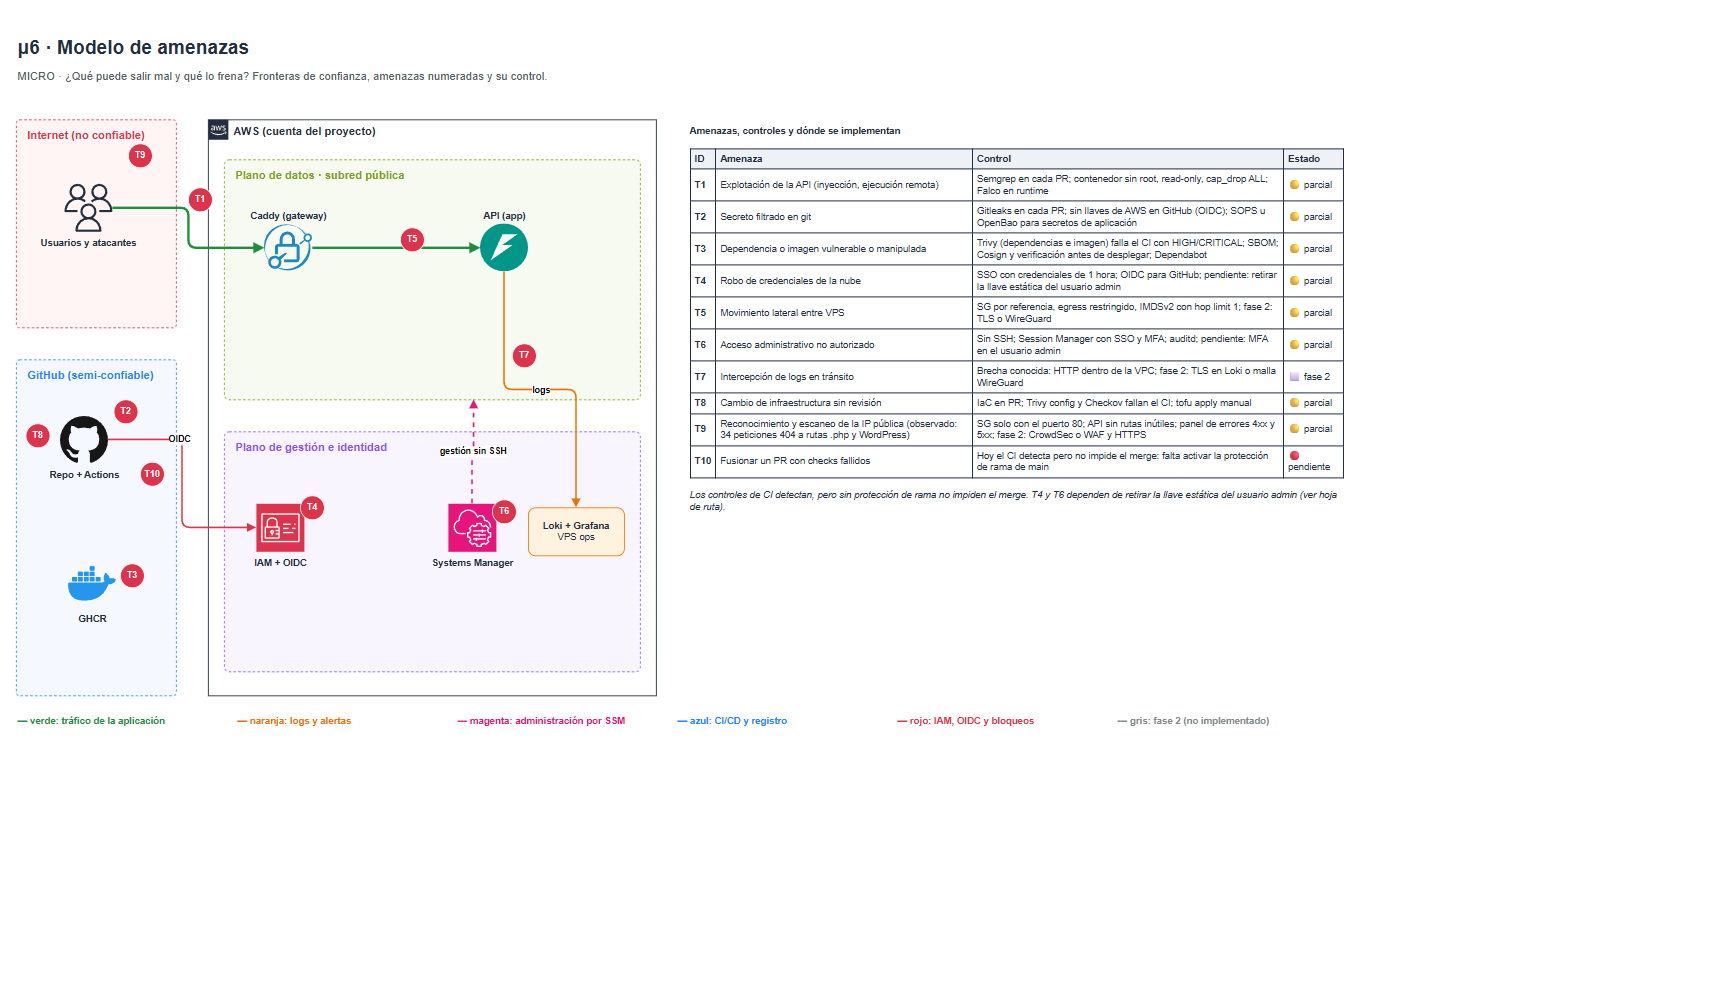 µ6 · Modelo de amenazas
MICRO · ¿Qué puede salir mal y qué lo frena? Fronteras de confianza, amenazas numeradas y su control.
Internet (no confiable)
T9
T1
Usuarios y atacantes
GitHub (semi-confiable)
T2
T8
OIDC
Repo + Actions
T10
T3
GHCR
aws
AWS (cuenta del proyecto)
Plano de datos · subred pública
Caddy (gateway)
T5
API (app)
T7
logs
Plano de gestión e identidad
gestión sin SSH
T4
IAM + OIDC
T6
Systems Manager
Loki + Grafana
VPS ops
Amenazas, controles y dónde se implementan
ID Amenaza Control Estado
T1 Explotación de la API (inyección, ejecución remota) Semgrep en cada PR; contenedor sin root, read-only, cap_drop ALL; parcial
Falco en runtime
T2 Secreto filtrado en git Gitleaks en cada PR; sin llaves de AWS en GitHub (OIDC); SOPS u parcial
OpenBao para secretos de aplicación
T3 Dependencia o imagen vulnerable o manipulada Trivy (dependencias e imagen) falla el CI con HIGH/CRITICAL; SBOM; parcial
Cosign y verificación antes de desplegar; Dependabot
T4 Robo de credenciales de la nube SSO con credenciales de 1 hora; OIDC para GitHub; pendiente: retirar parcial
la llave estática del usuario admin
T5 Movimiento lateral entre VPS SG por referencia, egress restringido, IMDSv2 con hop limit 1; fase 2: parcial
TLS o WireGuard
T6 Acceso administrativo no autorizado Sin SSH; Session Manager con SSO y MFA; auditd; pendiente: MFA parcial
en el usuario admin
T7 Intercepción de logs en tránsito Brecha conocida: HTTP dentro de la VPC; fase 2: TLS en Loki o malla fase 2
WireGuard
T8 Cambio de infraestructura sin revisión IaC en PR; Trivy config y Checkov fallan el CI; tofu apply manual parcial
T9 Reconocimiento y escaneo de la IP pública (observado: SG solo con el puerto 80; API sin rutas inútiles; panel de errores 4xx y parcial
34 peticiones 404 a rutas .php y WordPress) 5xx; fase 2: CrowdSec o WAF y HTTPS
T10 Fusionar un PR con checks fallidos Hoy el CI detecta pero no impide el merge: falta activar la protección
de rama de main pendiente
Los controles de CI detectan, pero sin protección de rama no impiden el merge. T4 y T6 dependen de retirar la llave estática del usuario admin (ver hoja
de ruta).
— verde: tráfico de la aplicación
— naranja: logs y alertas
— magenta: administración por SSM
— azul: CI/CD y registro
— rojo: IAM, OIDC y bloqueos
— gris: fase 2 (no implementado)